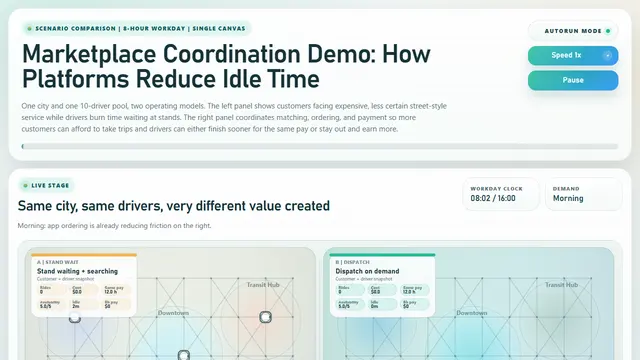 SCENARIO COMPARISON | 8-HOUR WORKDAY | SINGLE CANVAS
AUTORUN MODE
Marketplace Coordination Demo: How
Platforms Reduce Idle Time
Speed 1x
Pause
One city and one 10-driver pool, two operating models. The left panel shows customers facing expensive, less certain street-style
service while drivers burn time waiting at stands. The right panel coordinates matching, ordering, and payment so more
customers can afford to take trips and drivers can either finish sooner for the same pay or stay out and earn more.
LIVE STAGE
Same city, same drivers, very different value created
Morning: app ordering is already reducing friction on the right.
WORKDAY CLOCK
08:02 / 16:00
DEMAND
Morning
A | STAND WAIT
Stand waiting + searching
Customer + driver snapshot
Rides
0
Cost
$0.0
Same pay
12.0 h
Availability
5.0/5
Idle
2m
8h pay
$0
Transit Hub
Downtown
B | DISPATCH
Dispatch on demand
Customer + driver snapshot
Rides
0
Cost
$0.0
Same pay
12.0 h
Availability
5.0/5
Idle
2m
8h pay
$0
Transit Hub
Downtown